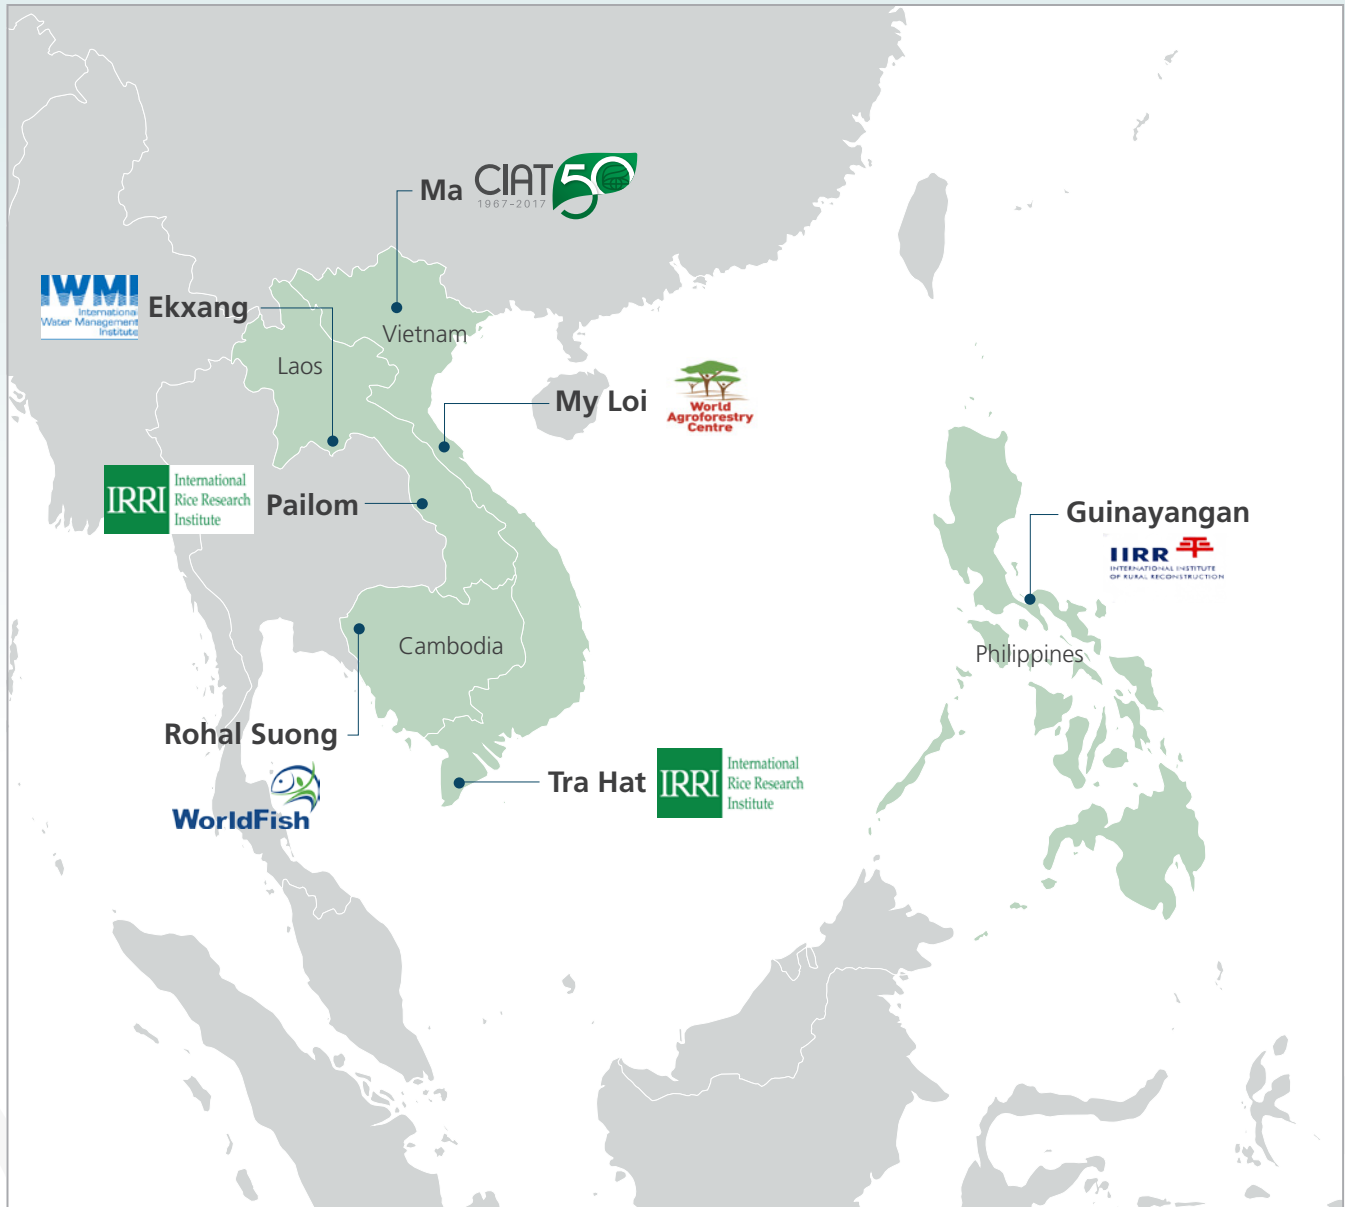 Ma
CIAT 50
1967-2017
IWMI
International
Water Management
Institute
Ekxang
Vietnam
Laos
My Loi
World
Agroforestry
Centre
IRRI
International
Rice Research
Institute
Pailom
Guinayangan
IIRR
INTERNATIONAL INSTITUTE
OF RURAL RECONSTRUCTION
Cambodia
Philippines
Rohal Suong
WorldFish
Tra Hat
IRRI
International
Rice Research
Institute